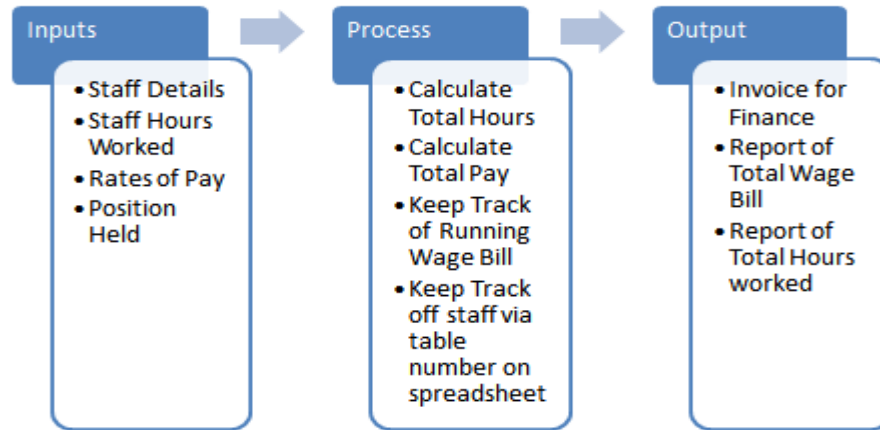 Inputs
• Staff Details
• Staff Hours
Worked
• Rates of Pay
• Position
Held
Process
• Calculate
Total Hours
• Calculate
Total Pay
• Keep Track
of Running
Wage Bill
• Keep Track
off staff via
table
number on
spreadsheet
Output
• Invoice for
Finance
• Report of
Total Wage
Bill
• Report of
Total Hours
worked